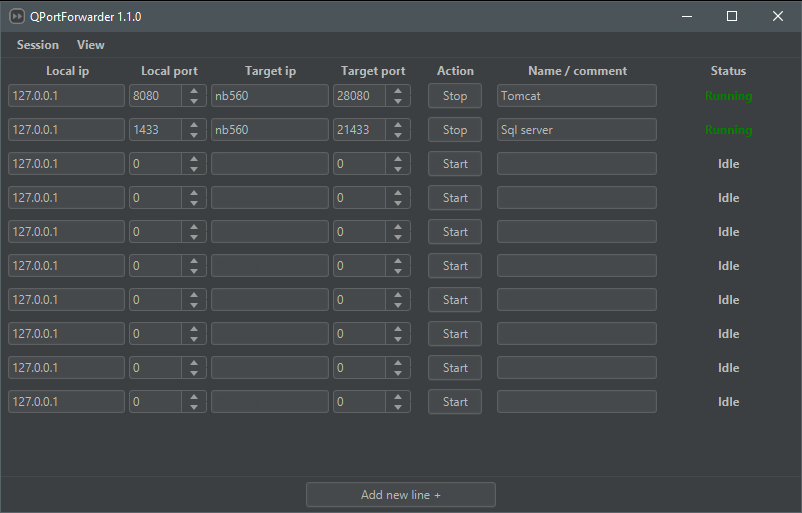 QPortForwarder 1.1.0
Session View
Local ip Local port Target ip Target port Action Name / comment Status
127.0.0.1 8080 nb560 28080 Stop Tomcat Running
127.0.0.1 1433 nb560 21433 Stop Sql server Running
127.0.0.1 0 0 Start Idle
127.0.0.1 0 0 Start Idle
127.0.0.1 0 0 Start Idle
127.0.0.1 0 0 Start Idle
127.0.0.1 0 0 Start Idle
127.0.0.1 0 0 Start Idle
127.0.0.1 0 0 Start Idle
127.0.0.1 0 0 Start Idle
Add new line +